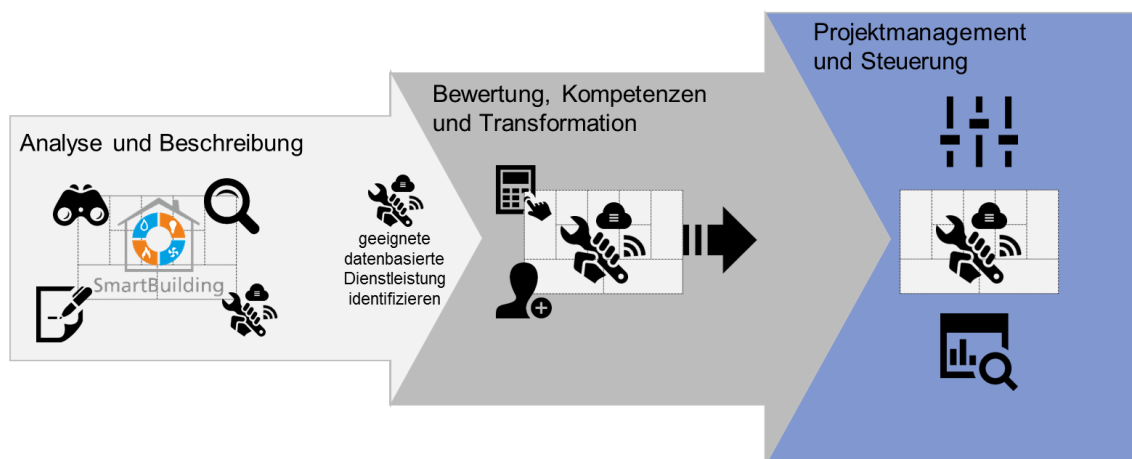 Analyse und Beschreibung
SmartBuilding
geeignete
datenbasierte
Dienstleistung
identifizieren
Bewertung, Kompetenzen
und Transformation
Projektmanagement
und Steuerung